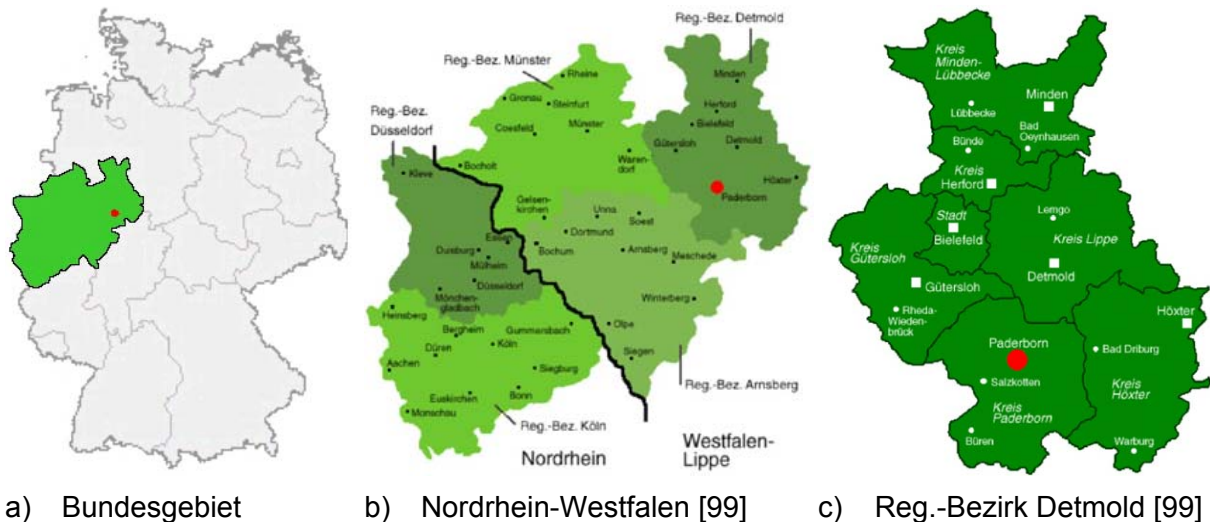 Reg.-Bez. Detmold
Reg.-Bez. Münster
Rheine
Gronau
Steinfurt
Coesfeld
Münster
Minden
Herford
Bielefeld
Gütersloh
Detmold
Reg.-Bez.
Düsseldorf
Kleve
Bocholt
Waren-
dorf
Höxter
Paderborn
Gelsen-
kirchen
Unna
Soest
Dortmund
Essen
Bochum
Duisburg
Arnsberg
Mülheim
Meschede
Düsseldorf
Mönchen-
gladbach
Winterberg
Heinsberg
Bergheim
Gummersbach
Olpe
Köln
Düren
Siegen
Aachen
Siegburg
Reg.-Bez. Arnsberg
Euskirchen
Bonn
Monschau
Reg.-Bez. Köln
Nordrhein
Westfalen-
Lippe
Kreis
Minden-
Lübbecke
Minden
Lübbecke
Bad
Oeynhausen
Bünde
Kreis
Herford
Stadt
Bielefeld
Lemgo
Kreis Lippe
Detmold
Kreis
Gütersloh
Gütersloh
Rheda-
Wieden-
brück
Höxter
Paderborn
Bad Driburg
Salzkotten
Kreis
Höxter
Kreis
Paderborn
Büren
Warburg
a) Bundesgebiet
b) Nordrhein-Westfalen [99]
c) Reg.-Bezirk Detmold [99]